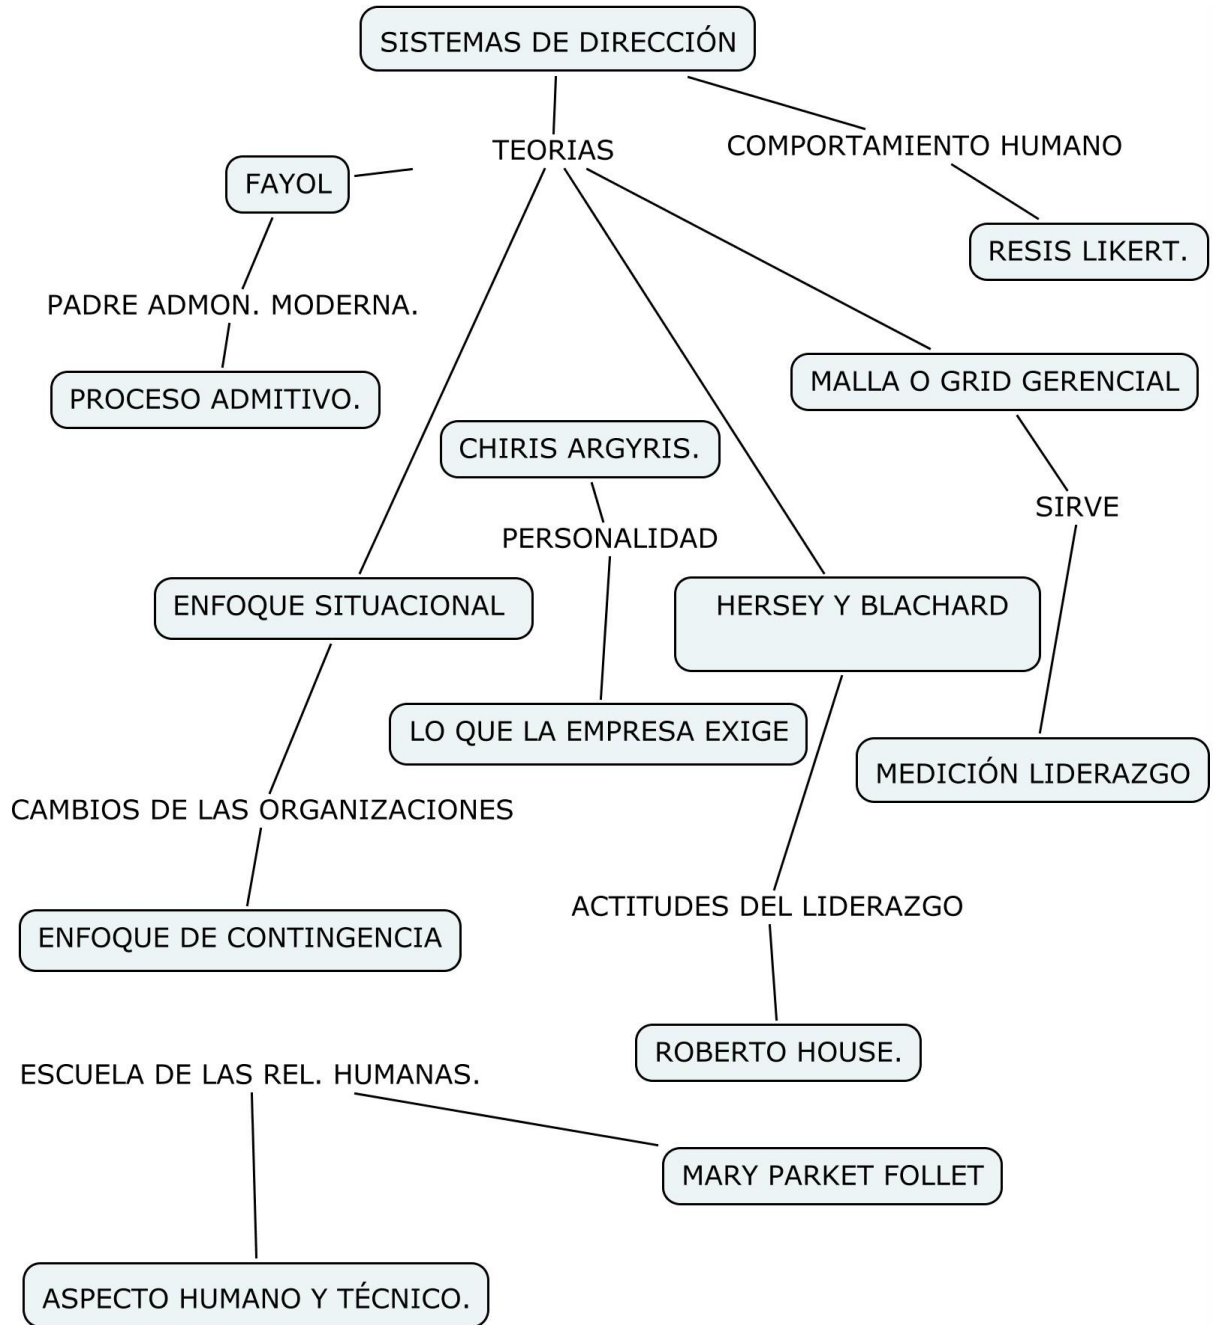 SISTEMAS DE DIRECCIÓN
TEORIAS
COMPORTAMIENTO HUMANO
FAYOL
RESIS LIKERT.
PADRE ADMON. MODERNA.
MALLA O GRID GERENCIAL
PROCESO ADMITIVO.
CHIRIS ARGYRIS.
SIRVE
PERSONALIDAD
ENFOQUE SITUACIONAL
HERSEY Y BLACHARD
LO QUE LA EMPRESA EXIGE
MEDICIÓN LIDERAZGO
CAMBIOS DE LAS ORGANIZACIONES
ACTITUDES DEL LIDERAZGO
ENFOQUE DE CONTINGENCIA
ROBERTO HOUSE.
ESCUELA DE LAS REL. HUMANAS.
MARY PARKET FOLLET
ASPECTO HUMANO Y TÉCNICO.